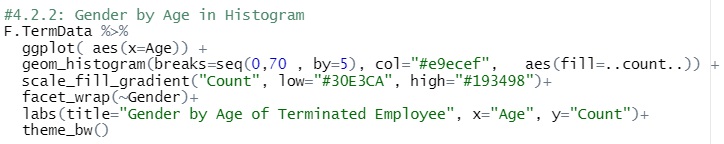 #4.2.2: Gender by Age in Histogram
F.TermData %>%
  ggplot( aes(x=Age)) +
  geom_histogram(breaks=seq(0,70 , by=5), col="#e9ecef",   aes(fill=..count..)) +
  scale_fill_gradient("Count", low="#30E3CA", high="#193498")+
  facet_wrap(~Gender)+
  labs(title="Gender by Age of Terminated Employee", x="Age", y="Count")+
  theme_bw()